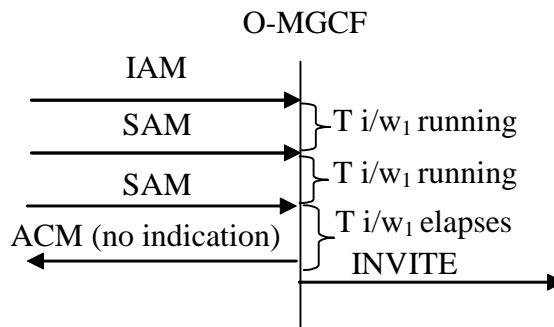 O-MGCF
IAM
T i/w₁ running
SAM
T i/w₁ running
SAM
T i/w₁ elapses
ACM (no indication)
INVITE